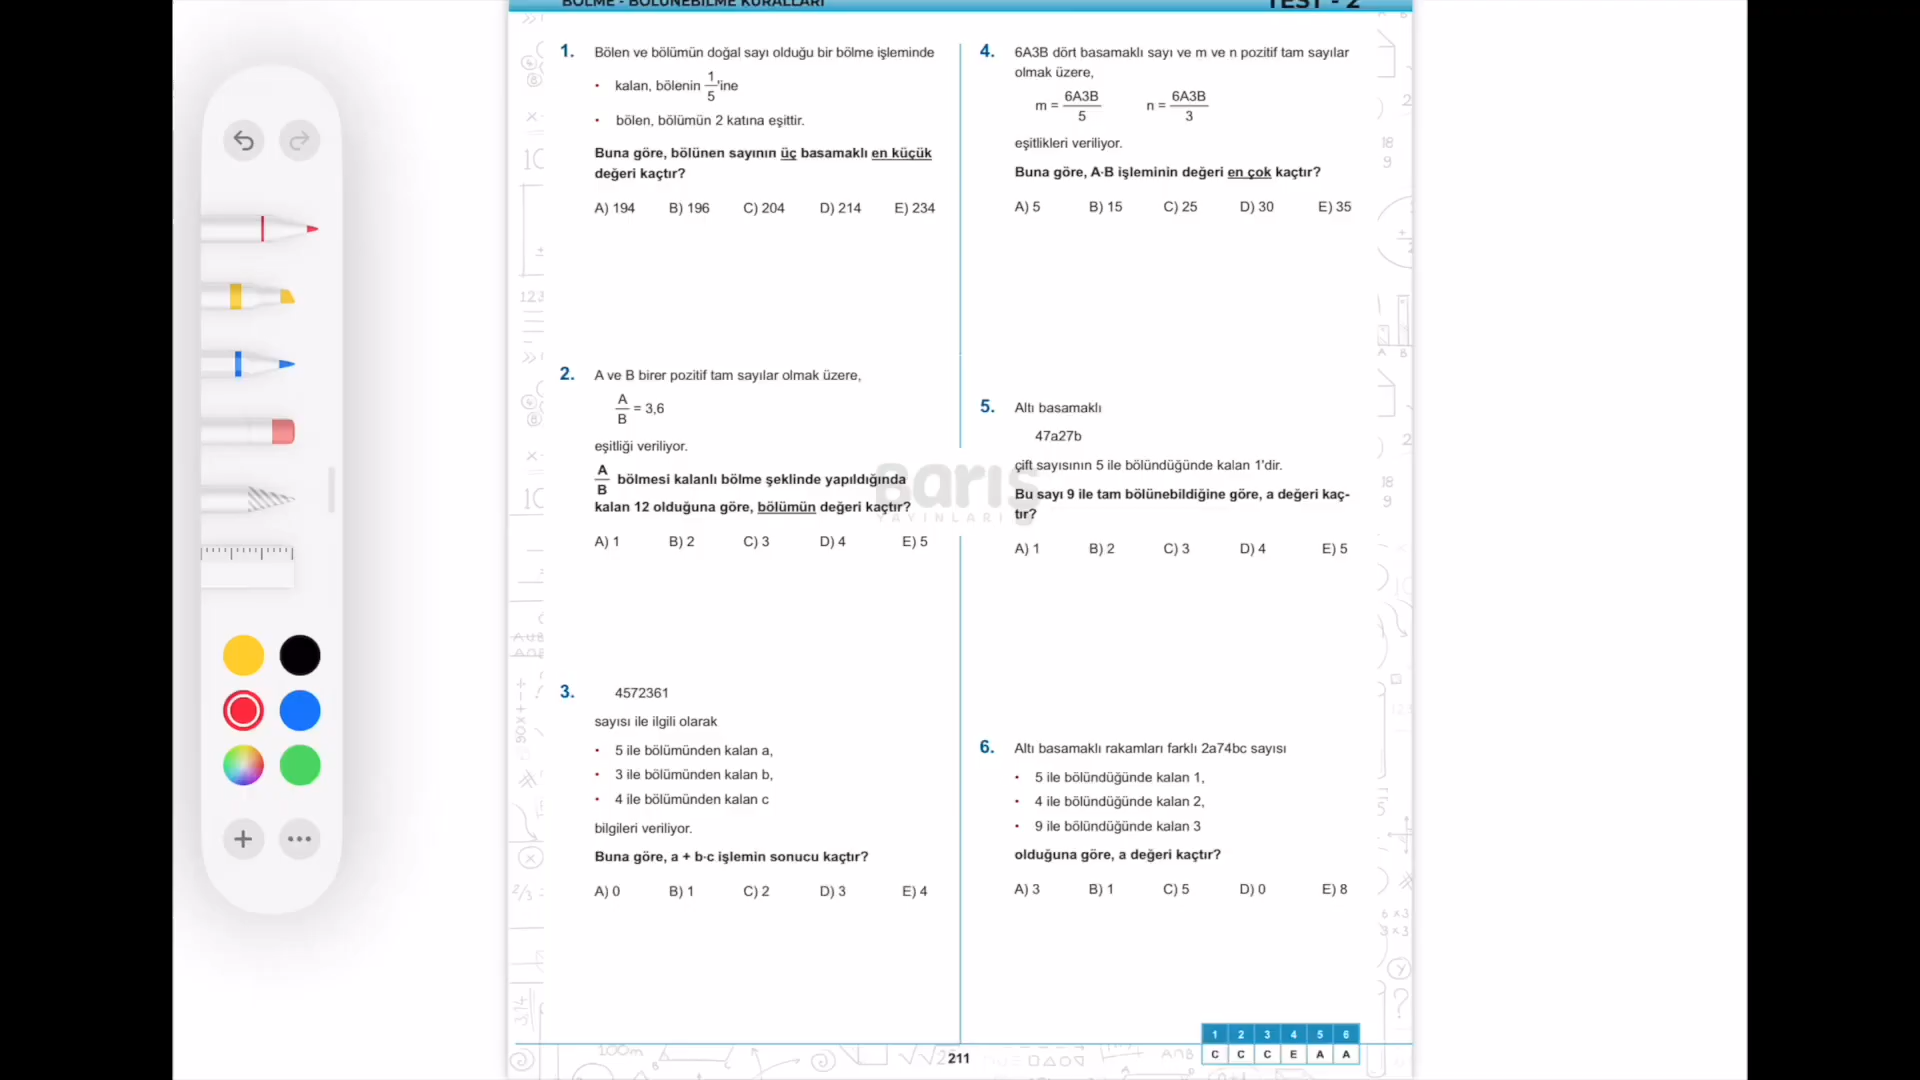 BÖLME - BÖLÜNEBİLME KURALLARI
TEST - 2
1. Bölen ve bölümün doğal sayı olduğu bir bölme işleminde
• kalan, bölenin 1/5'ine
• bölen, bölümün 2 katına eşittir.
Buna göre, bölünen sayının üç basamaklı en küçük
değeri kaçtır?
A) 194 B) 196 C) 204 D) 214 E) 234
2. A ve B birer pozitif tam sayılar olmak üzere,
A/B = 3,6
eşitliği veriliyor.
A/B bölmesi kalanlı bölme şeklinde yapıldığında
kalan 12 olduğuna göre, bölümün değeri kaçtır?
A) 1 B) 2 C) 3 D) 4 E) 5
3. 4572361
sayısı ile ilgili olarak
• 5 ile bölümünden kalan a,
• 3 ile bölümünden kalan b,
• 4 ile bölümünden kalan c
bilgileri veriliyor.
Buna göre, a + b·c işlemin sonucu kaçtır?
A) 0 B) 1 C) 2 D) 3 E) 4
4. 6A3B dört basamaklı sayı ve m ve n pozitif tam sayılar
olmak üzere,
m = 6A3B/5 n = 6A3B/3
eşitlikleri veriliyor.
Buna göre, A·B işleminin değeri en çok kaçtır?
A) 5 B) 15 C) 25 D) 30 E) 35
5. Altı basamaklı
47a27b
çift sayısının 5 ile bölündüğünde kalan 1'dir.
Bu sayı 9 ile tam bölünebildiğine göre, a değeri kaç-
tır?
A) 1 B) 2 C) 3 D) 4 E) 5
6. Altı basamaklı rakamları farklı 2a74bc sayısı
• 5 ile bölündüğünde kalan 1,
• 4 ile bölündüğünde kalan 2,
• 9 ile bölündüğünde kalan 3
olduğuna göre, a değeri kaçtır?
A) 3 B) 1 C) 5 D) 0 E) 8
Barış
YAYINLARI
1 2 3 4 5 6
C C C E A A
211